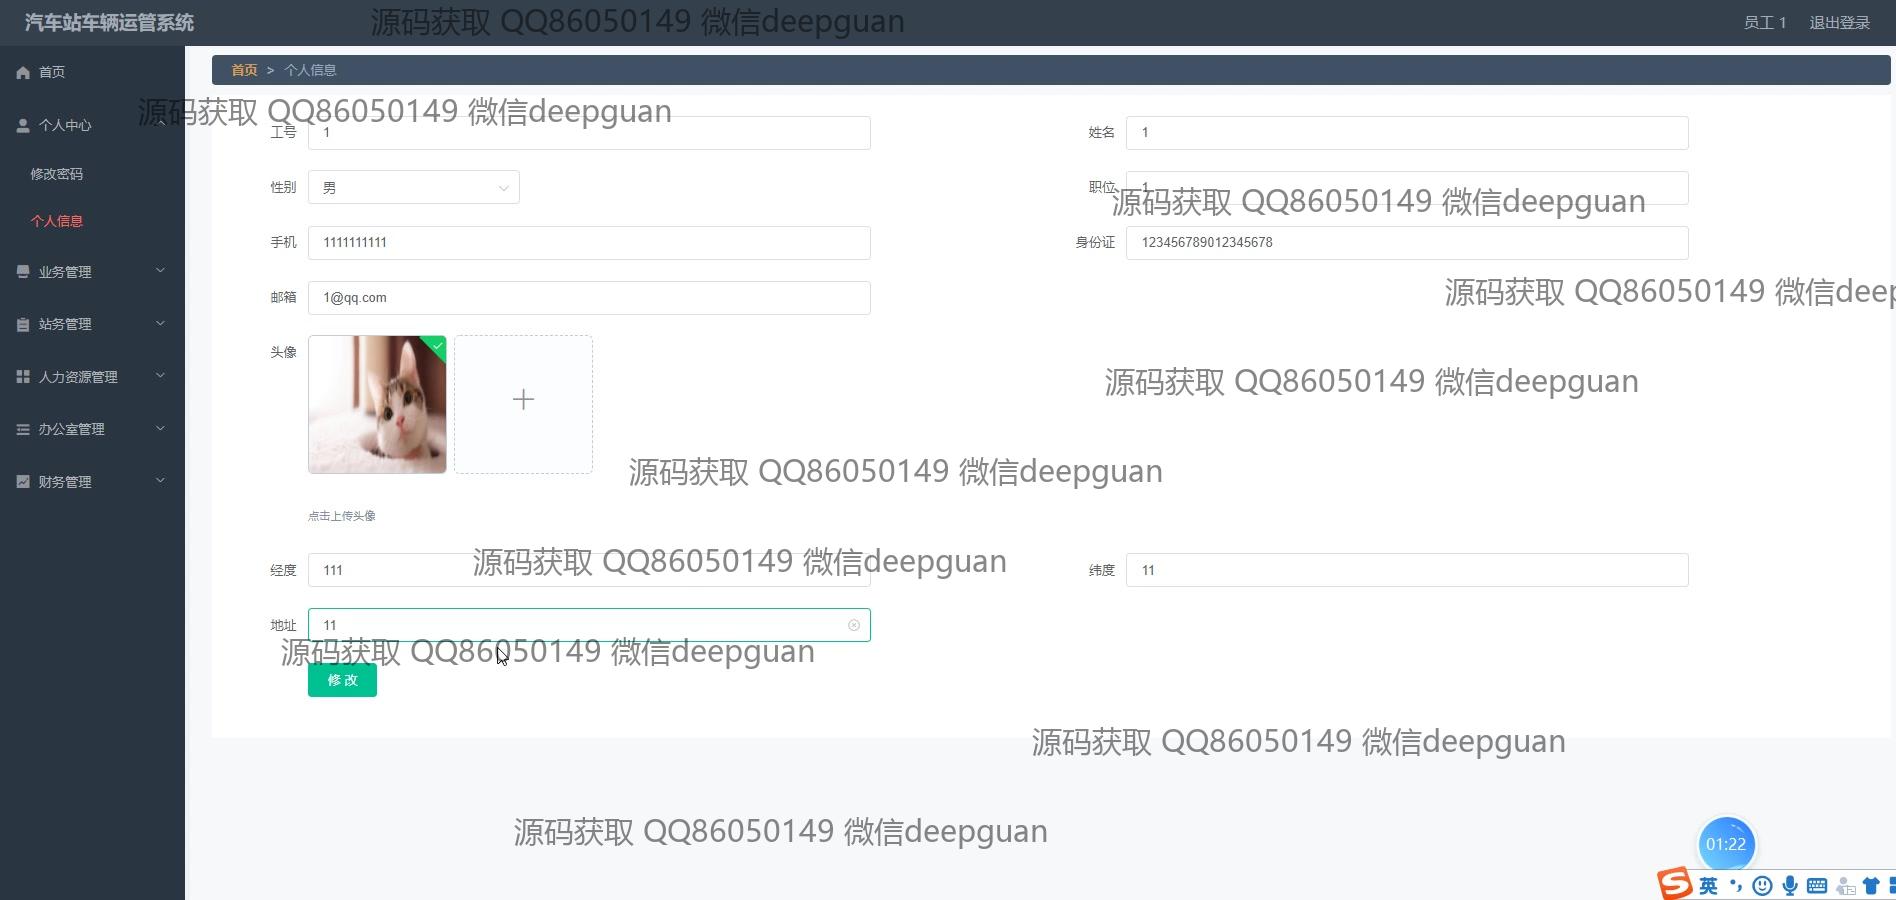 汽车站车辆运管系统
源码获取 QQ86050149 微信deepguan
员工 1
退出登录
首页
首页 > 个人信息
源码获取 QQ86050149 微信deepguan
个人中心
工号
1
姓名
1
修改密码
性别
男
职位
1
源码获取 QQ86050149 微信deepguan
个人信息
手机
1111111111
身份证
123456789012345678
业务管理
邮箱
1@qq.com
源码获取 QQ86050149 微信deep
站务管理
头像
人力资源管理
源码获取 QQ86050149 微信deepguan
办公室管理
源码获取 QQ86050149 微信deepguan
财务管理
点击上传头像
源码获取 QQ86050149 微信deepguan
经度
111
纬度
11
地址
11
源码获取 QQ86050149 微信deepguan
修改
源码获取 QQ86050149 微信deepguan
源码获取 QQ86050149 微信deepguan
01:22
S 英